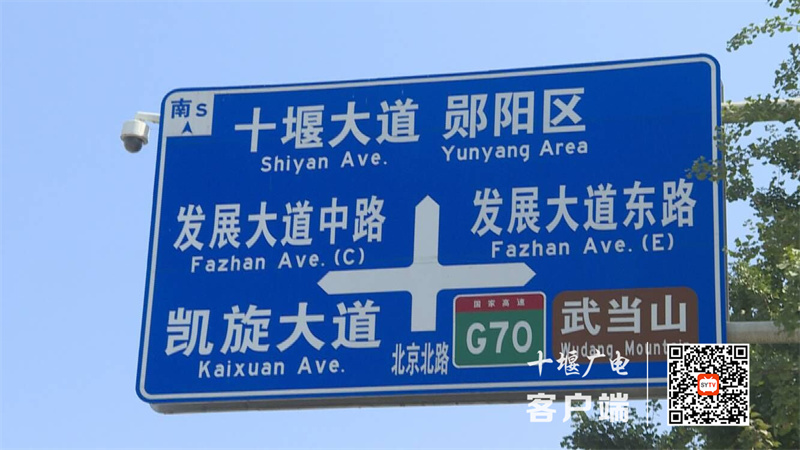 南 S
十堰大道 郧阳区
Shiyan Ave. Yunyang Area
发展大道中路
Fazhan Ave. (C)
发展大道东路
Fazhan Ave. (E)
凯旋大道
Kaixuan Ave.
北京北路
国家高速
G70
武当山
Wudang Mountain
十堰广电
客户端
SYTV